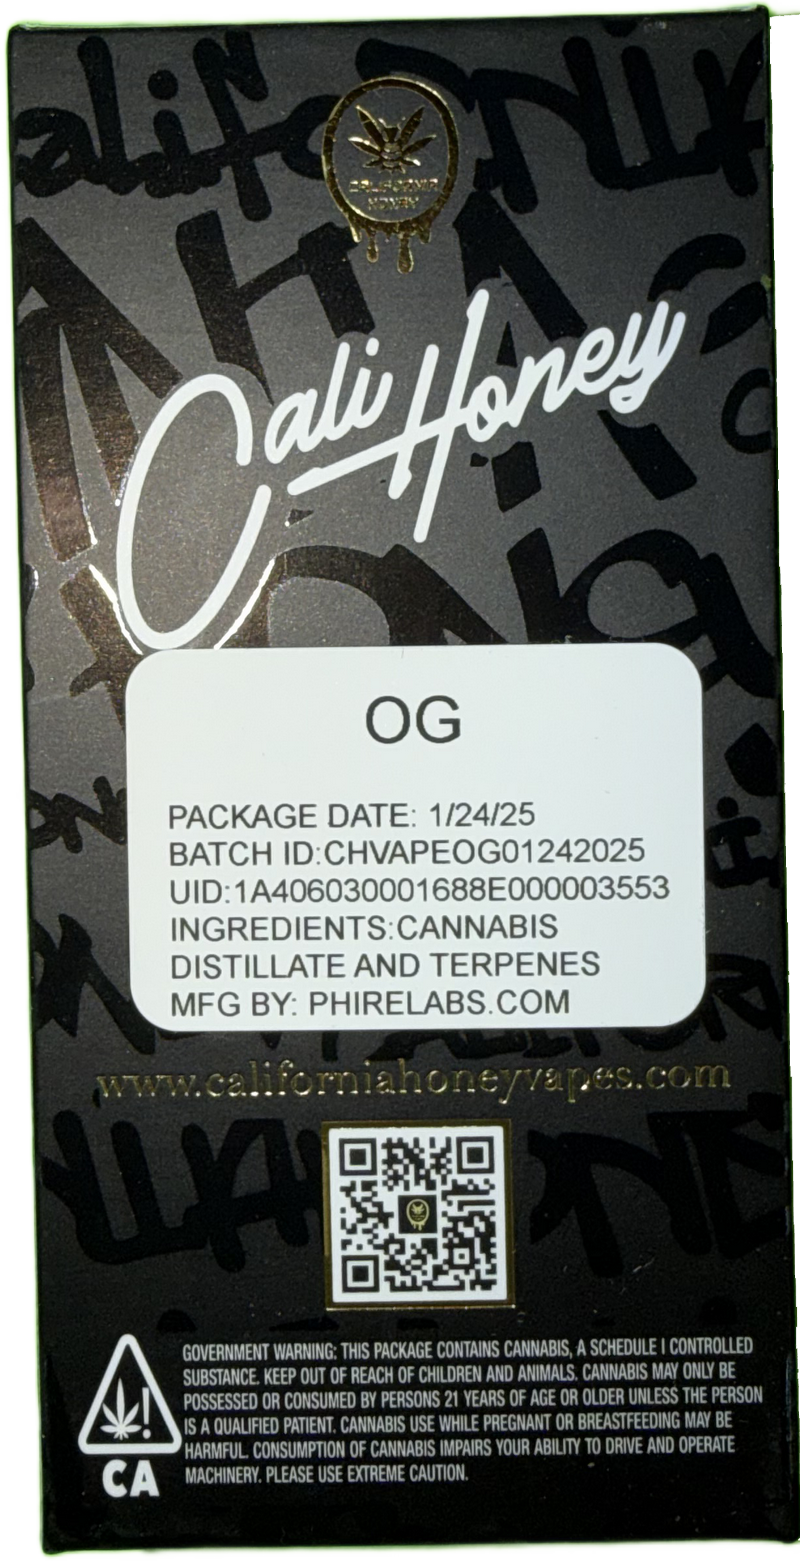 CALIFORNIA
HONEY
Cali Honey
OG
PACKAGE DATE: 1/24/25
BATCH ID:CHVAPEOG01242025
UID:1A406030001688E000003553
INGREDIENTS:CANNABIS
DISTILLATE AND TERPENES
MFG BY: PHIRELABS.COM
www.californiahoneyvapes.com
GOVERNMENT WARNING: THIS PACKAGE CONTAINS CANNABIS, A SCHEDULE I CONTROLLED
SUBSTANCE. KEEP OUT OF REACH OF CHILDREN AND ANIMALS. CANNABIS MAY ONLY BE
POSSESSED OR CONSUMED BY PERSONS 21 YEARS OF AGE OR OLDER UNLESS THE PERSON
IS A QUALIFIED PATIENT. CANNABIS USE WHILE PREGNANT OR BREASTFEEDING MAY BE
HARMFUL. CONSUMPTION OF CANNABIS IMPAIRS YOUR ABILITY TO DRIVE AND OPERATE
MACHINERY. PLEASE USE EXTREME CAUTION.
!
CA